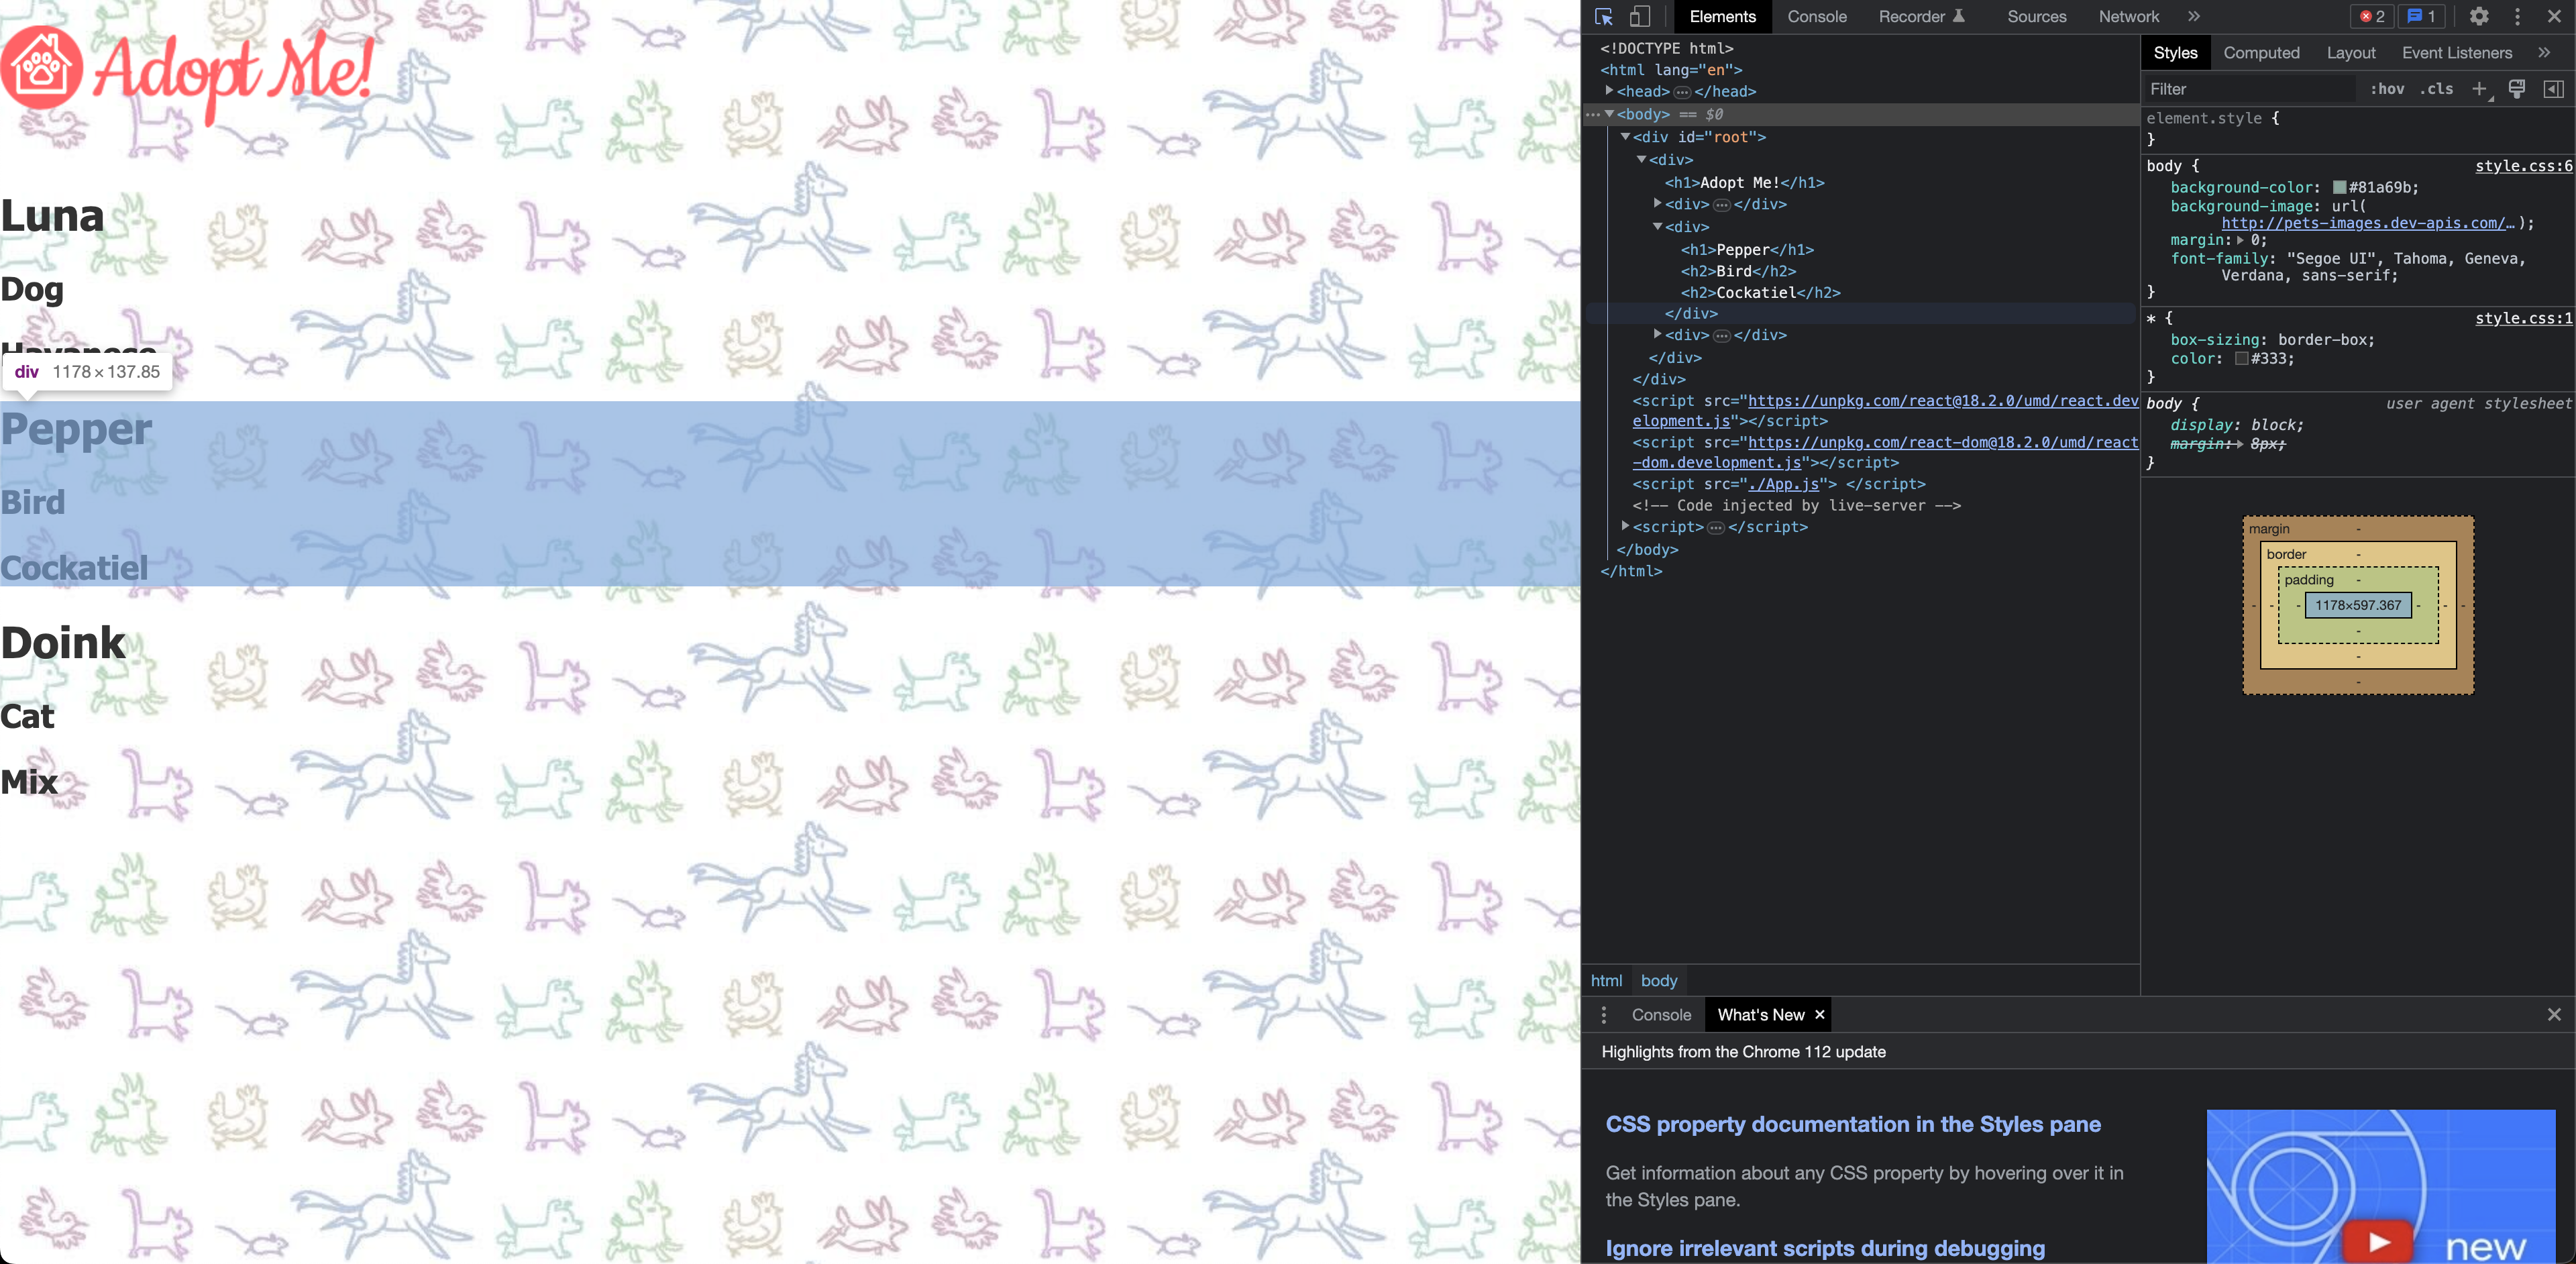 Adopt Me!
Luna
Dog
Havanese
div 1178 × 137.85
Pepper
Bird
Cockatiel
Doink
Cat
Mix
Elements Console Recorder Sources Network »
2 1
<!DOCTYPE html>
<html lang="en">
<head> … </head>
… <body> == $0
<div id="root">
<div>
<h1>Adopt Me!</h1>
<div> … </div>
<div>
<h1>Pepper</h1>
<h2>Bird</h2>
<h2>Cockatiel</h2>
</div>
<div> … </div>
</div>
</div>
<script src="https://unpkg.com/react@18.2.0/umd/react.dev
elopment.js"></script>
<script src="https://unpkg.com/react-dom@18.2.0/umd/react
-dom.development.js"></script>
<script src="./App.js"> </script>
<!-- Code injected by live-server -->
<script> … </script>
</body>
</html>
html body
Styles Computed Layout Event Listeners »
Filter :hov .cls +
element.style {
}
body { style.css:6
background-color: #81a69b;
background-image: url(
http://pets-images.dev-apis.com/… );
margin: 0;
font-family: "Segoe UI", Tahoma, Geneva,
Verdana, sans-serif;
}
* { style.css:1
box-sizing: border-box;
color: #333;
}
body { user agent stylesheet
display: block;
margin: 8px;
}
margin -
border -
padding -
- - - 1178×597.367 - - -
-
-
-
Console What's New ×
Highlights from the Chrome 112 update
CSS property documentation in the Styles pane
Get information about any CSS property by hovering over it in
the Styles pane.
Ignore irrelevant scripts during debugging
new